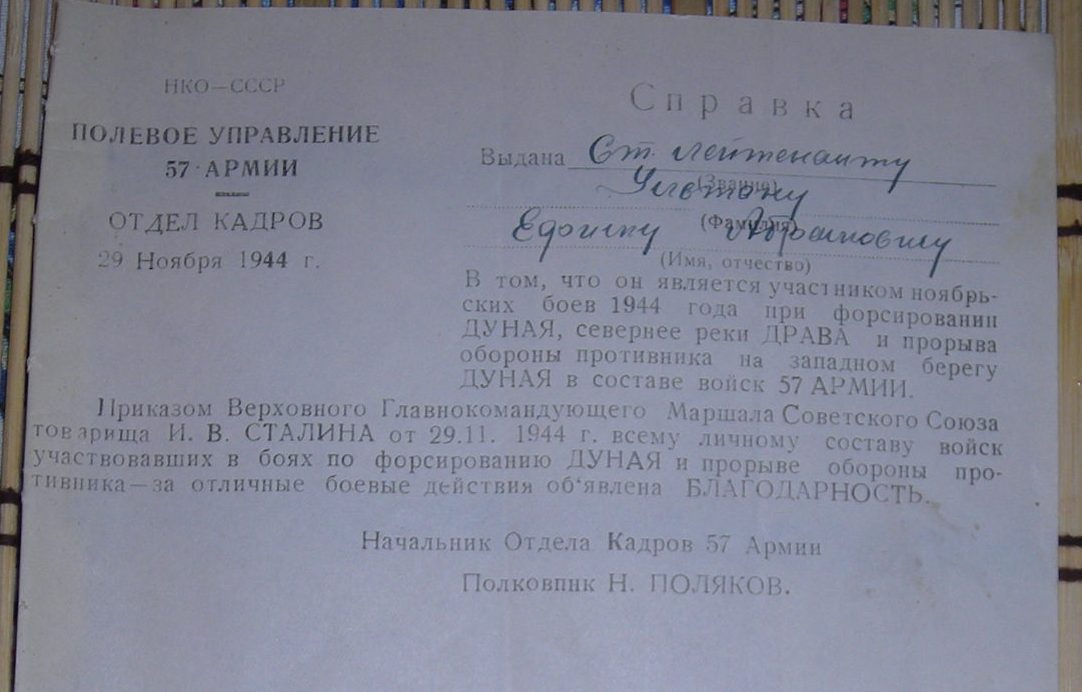 НКО—СССР
ПОЛЕВОЕ УПРАВЛЕНИЕ
57 АРМИИ
ОТДЕЛ КАДРОВ
29 Ноября 1944 г.
Справка
Выдана Ст. лейтенанту
(Звание)
(Фамилия)
Абрамовичу
(Имя, отчество)
В том, что он является участником ноябрь-
ских боев 1944 года при форсировании
ДУНАЯ, севернее реки ДРАВА и прорыва
обороны противника на западном берегу
ДУНАЯ в составе войск 57 АРМИИ.
Приказом Верховного Главнокомандующего Маршала Советского Союза
товарища И. В. СТАЛИНА от 29.11. 1944 г. всему личному составу войск
участвовавших в боях по форсированию ДУНАЯ и прорыве обороны про-
тивника—за отличные боевые действия об'явлена БЛАГОДАРНОСТЬ.
Начальник Отдела Кадров 57 Армии
Полковник Н. ПОЛЯКОВ.